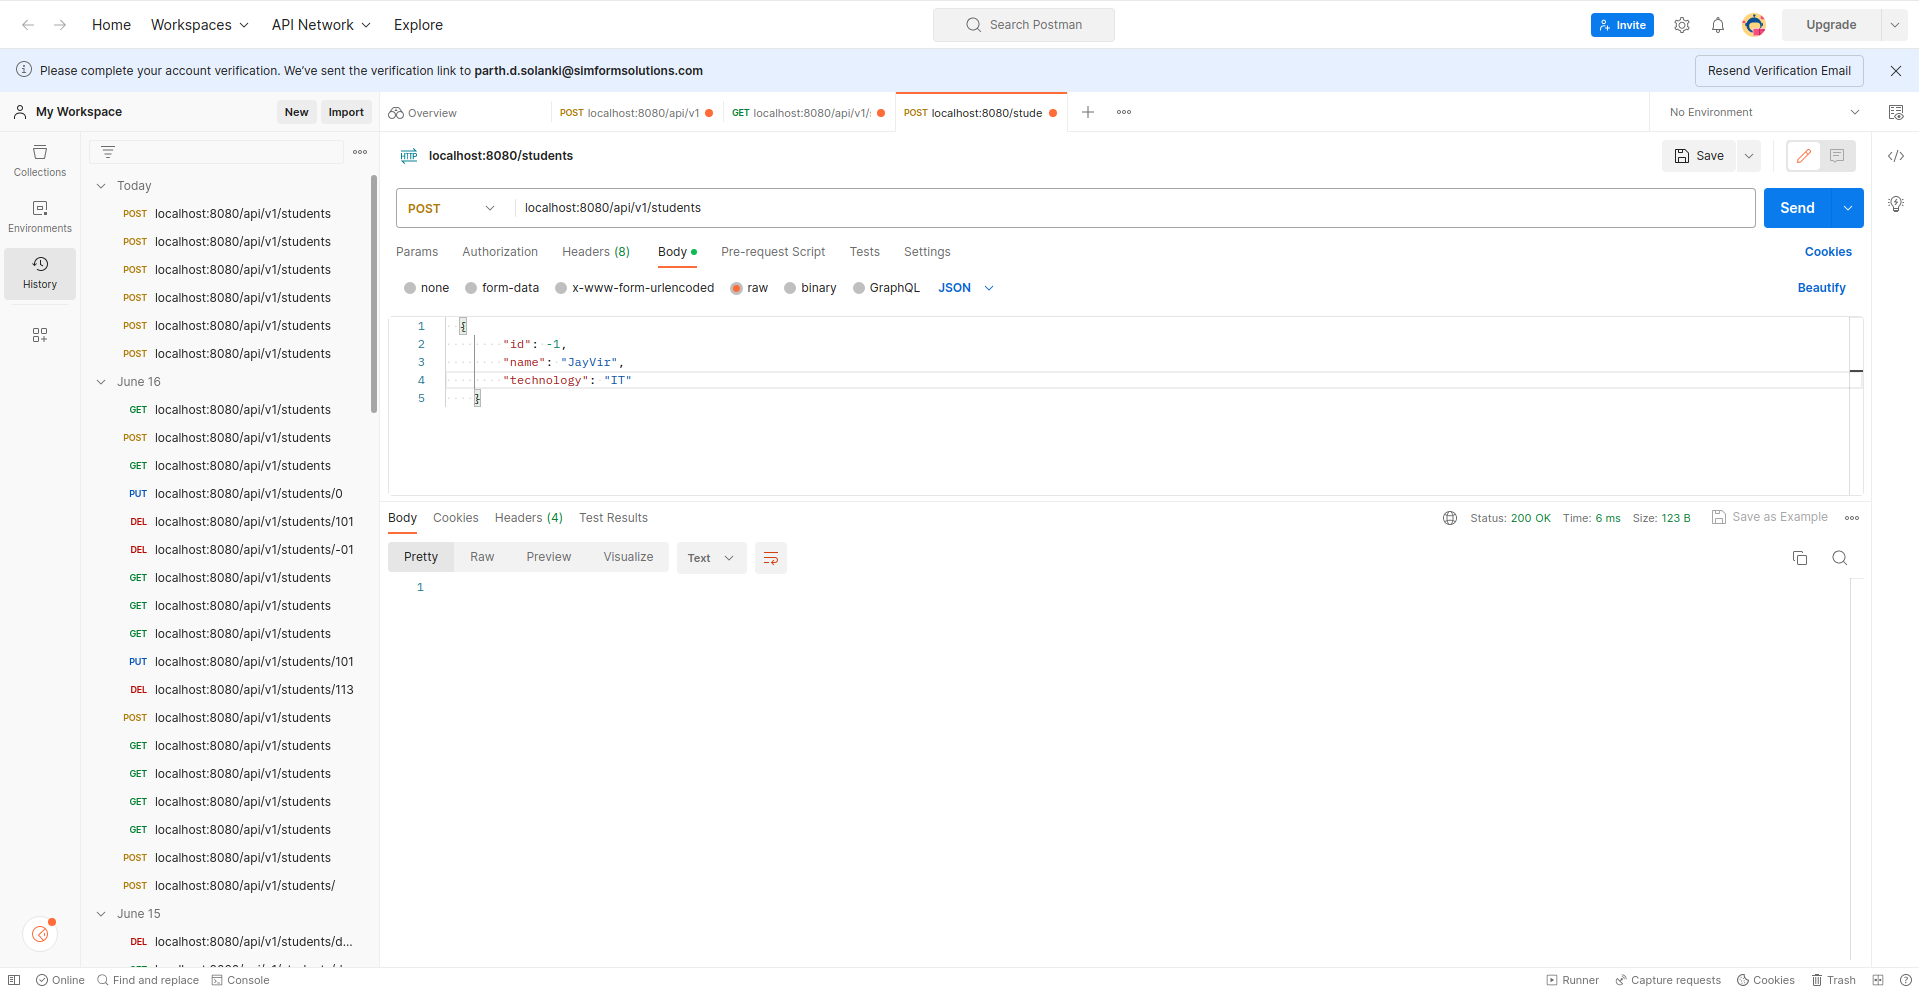 Home Workspaces API Network Explore Search Postman Invite Upgrade
Please complete your account verification. We've sent the verification link to parth.d.solanki@simformsolutions.com Resend Verification Email
My Workspace New Import Overview POST localhost:8080/api/v1 GET localhost:8080/api/v1/s POST localhost:8080/stude No Environment
Collections
Environments
History
Today
POST localhost:8080/api/v1/students
POST localhost:8080/api/v1/students
POST localhost:8080/api/v1/students
POST localhost:8080/api/v1/students
POST localhost:8080/api/v1/students
POST localhost:8080/api/v1/students
June 16
GET localhost:8080/api/v1/students
POST localhost:8080/api/v1/students
GET localhost:8080/api/v1/students
PUT localhost:8080/api/v1/students/0
DEL localhost:8080/api/v1/students/101
DEL localhost:8080/api/v1/students/-01
GET localhost:8080/api/v1/students
GET localhost:8080/api/v1/students
GET localhost:8080/api/v1/students
PUT localhost:8080/api/v1/students/101
DEL localhost:8080/api/v1/students/113
POST localhost:8080/api/v1/students
GET localhost:8080/api/v1/students
GET localhost:8080/api/v1/students
GET localhost:8080/api/v1/students
GET localhost:8080/api/v1/students
POST localhost:8080/api/v1/students
POST localhost:8080/api/v1/students/
June 15
DEL localhost:8080/api/v1/students/d...
HTTP localhost:8080/students Save
POST localhost:8080/api/v1/students Send
Params Authorization Headers (8) Body Pre-request Script Tests Settings Cookies
none form-data x-www-form-urlencoded raw binary GraphQL JSON Beautify
1 {
2 "id": -1,
3 "name": "JayVir",
4 "technology": "IT"
5 }
Body Cookies Headers (4) Test Results Status: 200 OK Time: 6 ms Size: 123 B Save as Example
Pretty Raw Preview Visualize Text
1
Online Find and replace Console Runner Capture requests Cookies Trash